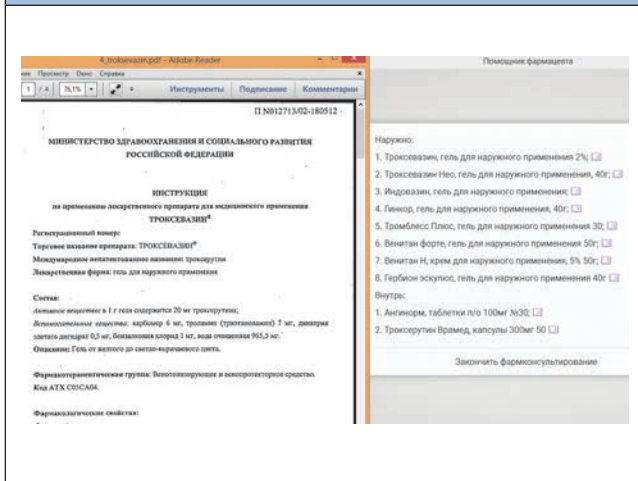 4_troksevazin.pdf - Adobe Reader
Просмотр Окно Справка
1 / 4 76,1% Инструменты Подписание Комментарии
П N012713/02-180512
МИНИСТЕРСТВО ЗДРАВООХРАНЕНИЯ И СОЦИАЛЬНОГО РАЗВИТИЯ
РОССИЙСКОЙ ФЕДЕРАЦИИ
ИНСТРУКЦИЯ
по применению лекарственного препарата для медицинского применения
ТРОКСЕВАЗИН®
Регистрационный номер:
Торговое название препарата: ТРОКСЕВАЗИН®
Международное непатентованное название: троксерутин
Лекарственная форма: гель для наружного применения
Состав:
Активное вещество: в 1 г геля содержится 20 мг троксерутина;
Вспомогательные вещества: карбомер 6 мг, троламин (триэтаноламин) 7 мг, динатрия
эдетата дигидрат 0,5 мг, бензалкония хлорид 1 мг, вода очищенная 965,5 мг.
Описание: Гель от желтого до светло-коричневого цвета.
Фармакотерапевтическая группа: Венотонизирующее и венопротекторное средство.
Код АТХ C05CA04.
Фармакологические свойства:
Помощник фармацевта
Наружно:
1. Троксевазин, гель для наружного применения 2%;
2. Троксевазин Нео, гель для наружного применения, 40г;
3. Индовазин, гель для наружного применения;
4. Гинкор, гель для наружного применения, 40г;
5. Тромблесс Плюс, гель для наружного применения 30;
6. Венитан форте, гель для наружного применения 50г;
7. Венитан Н, крем для наружного применения, 5% 50г;
8. Гербион эскулюс, гель для наружного применения 40г
Внутрь:
1. Ангинорм, таблетки п/о 100мг №30;
2. Троксерутин Врамед, капсулы 300мг 50
Закончить фармконсультирование